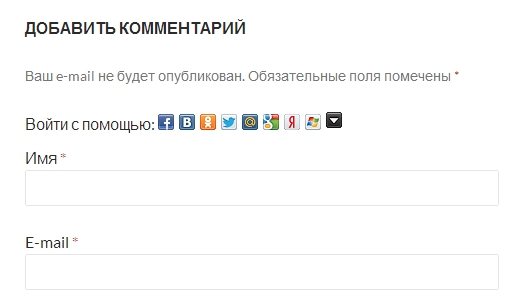 ДОБАВИТЬ КОММЕНТАРИЙ
Ваш e-mail не будет опубликован. Обязательные поля помечены *
Войти с помощью:
Имя *
E-mail *